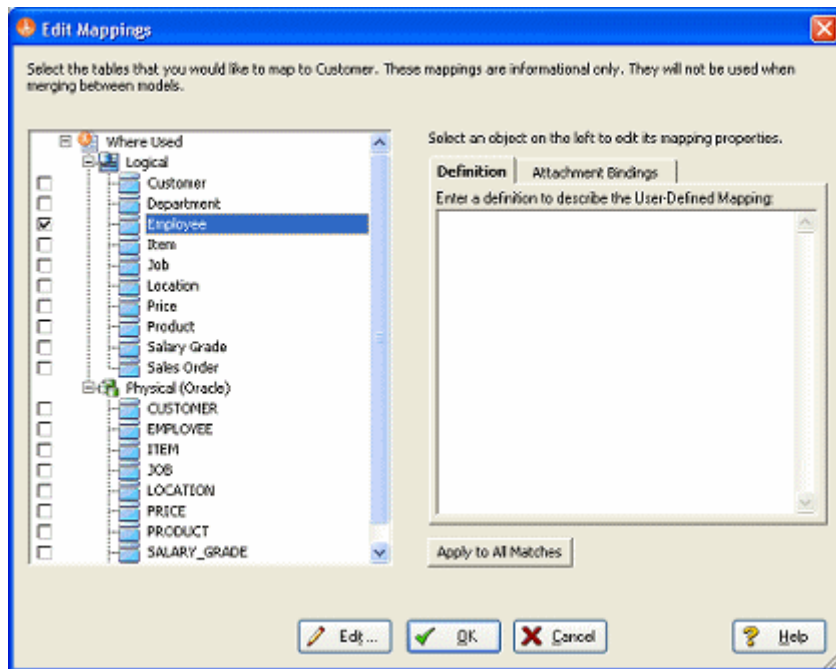 Edit Mappings
Select the tables that you would like to map to Customer. These mappings are informational only. They will not be used when
merging between models.
Where Used
Logical
Customer
Department
Employee
Item
Job
Location
Price
Product
Salary Grade
Sales Order
Physical (Oracle)
CUSTOMER
EMPLOYEE
ITEM
JOB
LOCATION
PRICE
PRODUCT
SALARY_GRADE
Select an object on the left to edit its mapping properties.
Definition Attachment Bindings
Enter a definition to describe the User-Defined Mapping:
Apply to All Matches
Edit... OK Cancel Help